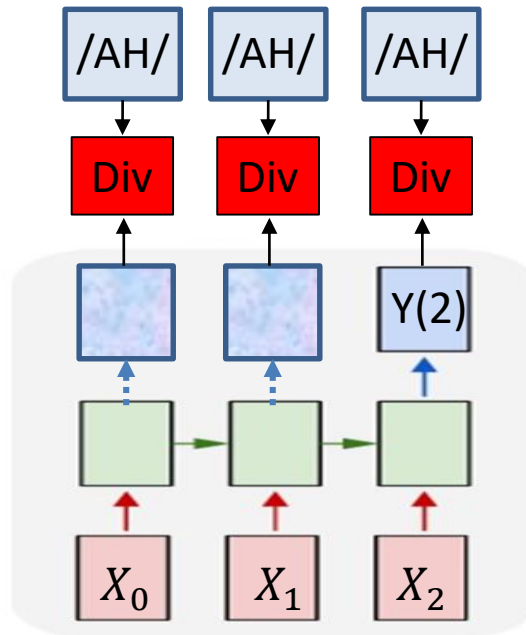 /AH/ /AH/ /AH/
Div Div Div
Y(2)
X₀ X₁ X₂